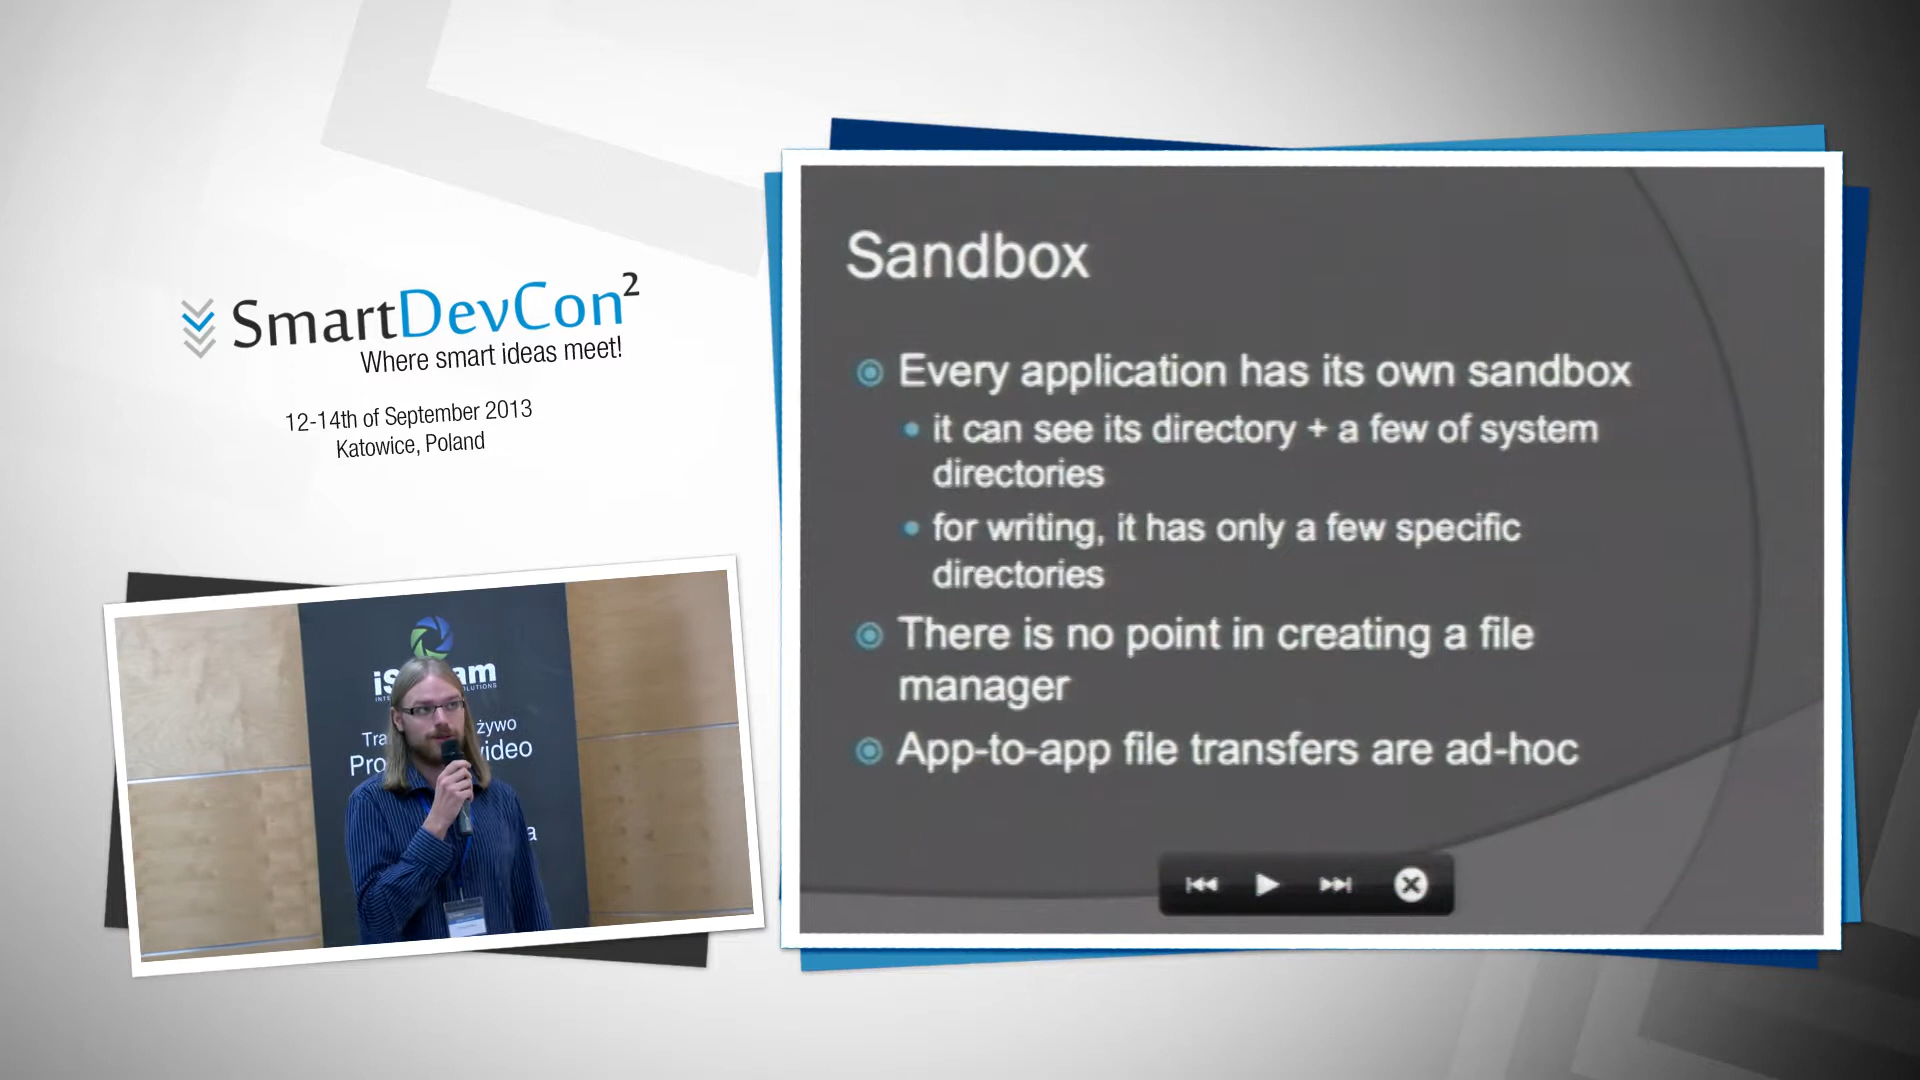 SmartDevCon²
Where smart ideas meet!
12-14th of September 2013
Katowice, Poland
żywo
video
Sandbox
Every application has its own sandbox
it can see its directory + a few of system
directories
for writing, it has only a few specific
directories
There is no point in creating a file
manager
App-to-app file transfers are ad-hoc